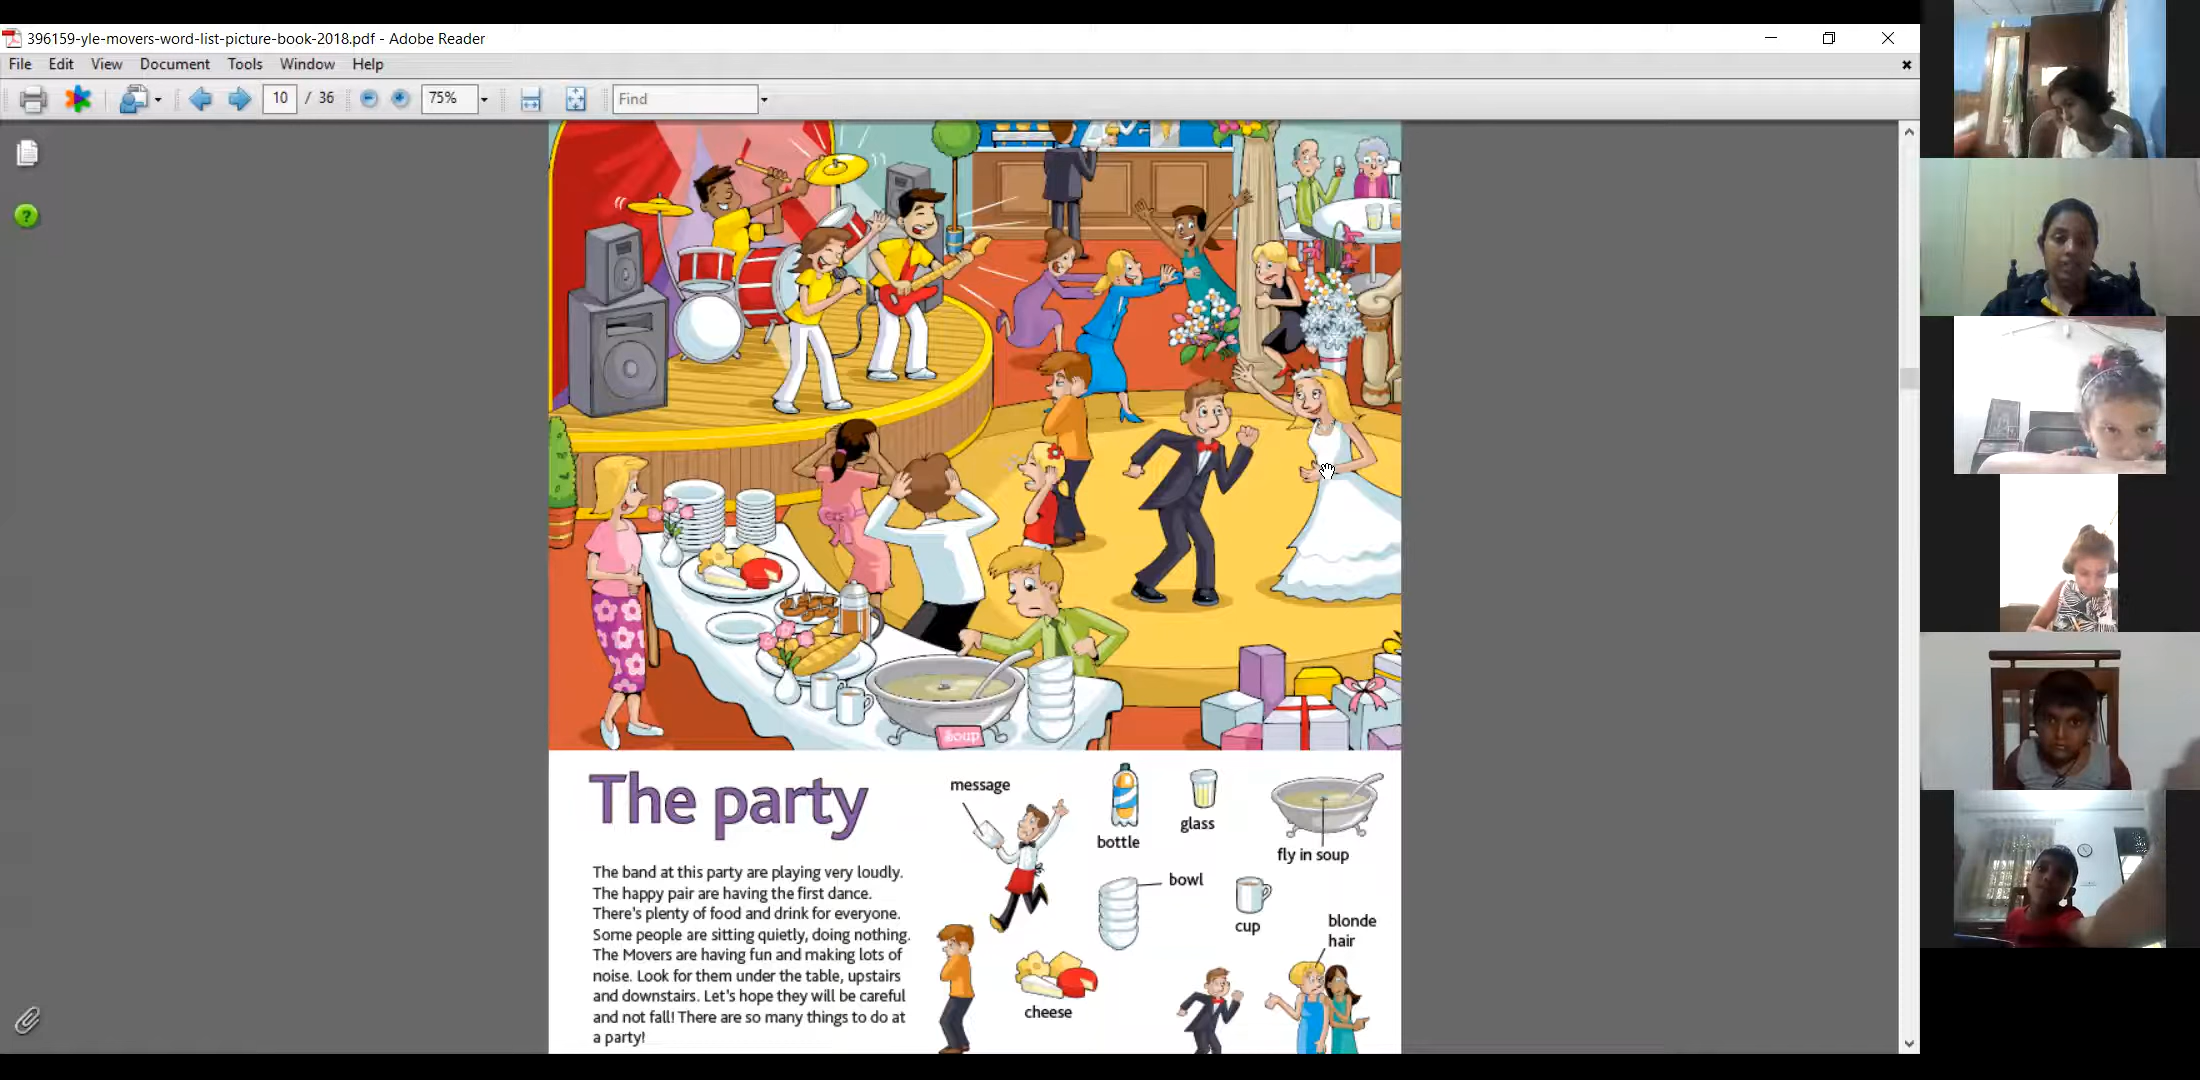 396159-yle-movers-word-list-picture-book-2018.pdf - Adobe Reader
File Edit View Document Tools Window Help
10 / 36 75% Find
Soup
The party
The band at this party are playing very loudly.
The happy pair are having the first dance.
There's plenty of food and drink for everyone.
Some people are sitting quietly, doing nothing.
The Movers are having fun and making lots of
noise. Look for them under the table, upstairs
and downstairs. Let's hope they will be careful
and not fall! There are so many things to do at
a party!
message
bottle
glass
fly in soup
bowl
cup
blonde
hair
cheese